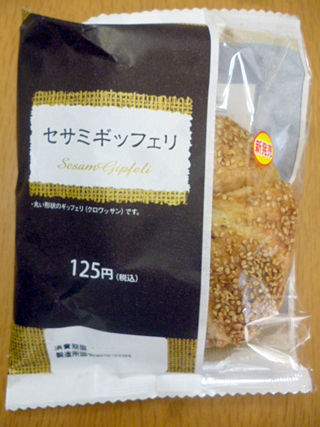 セサミギッフェリ
Sesam Gipfeli
新発売
・丸い形状のギッフェリ(クロワッサン)です。
125円(税込)
消費期限
製造所固